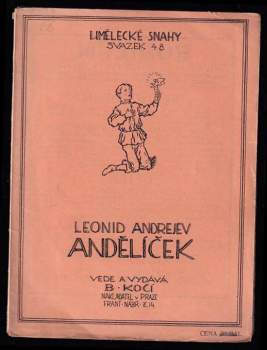 UMĚLECKÉ SNAHY
SVAZEK 48
LEONID ANDREJEV
ANDĚLÍČEK
VEDE A VYDÁVÁ
B. KOČÍ
NAKLADATEL V PRAZE
FRANT. NÁBŘ. Č. 14.
CENA